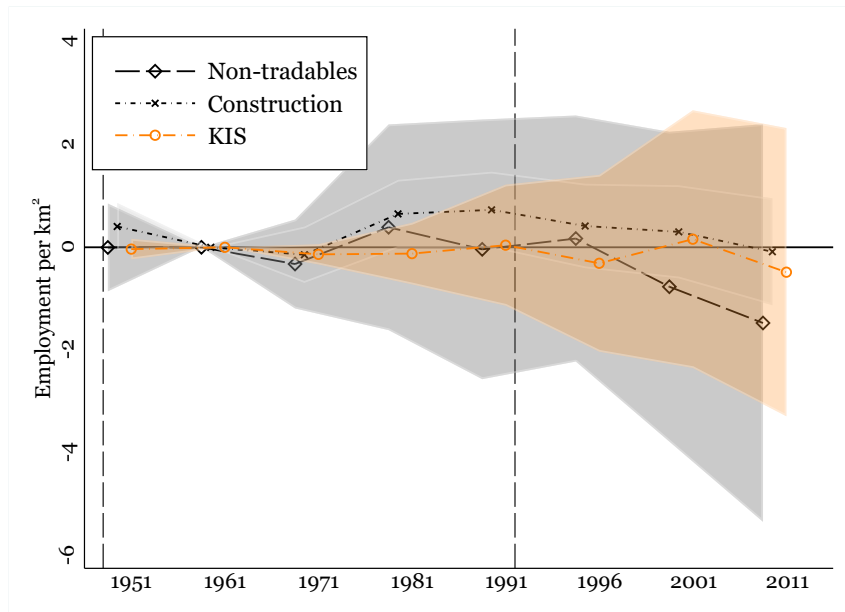 4
2
0
-2
-4
-6
Employment per km²
Non-tradables
Construction
KIS
1951 1961 1971 1981 1991 1996 2001 2011